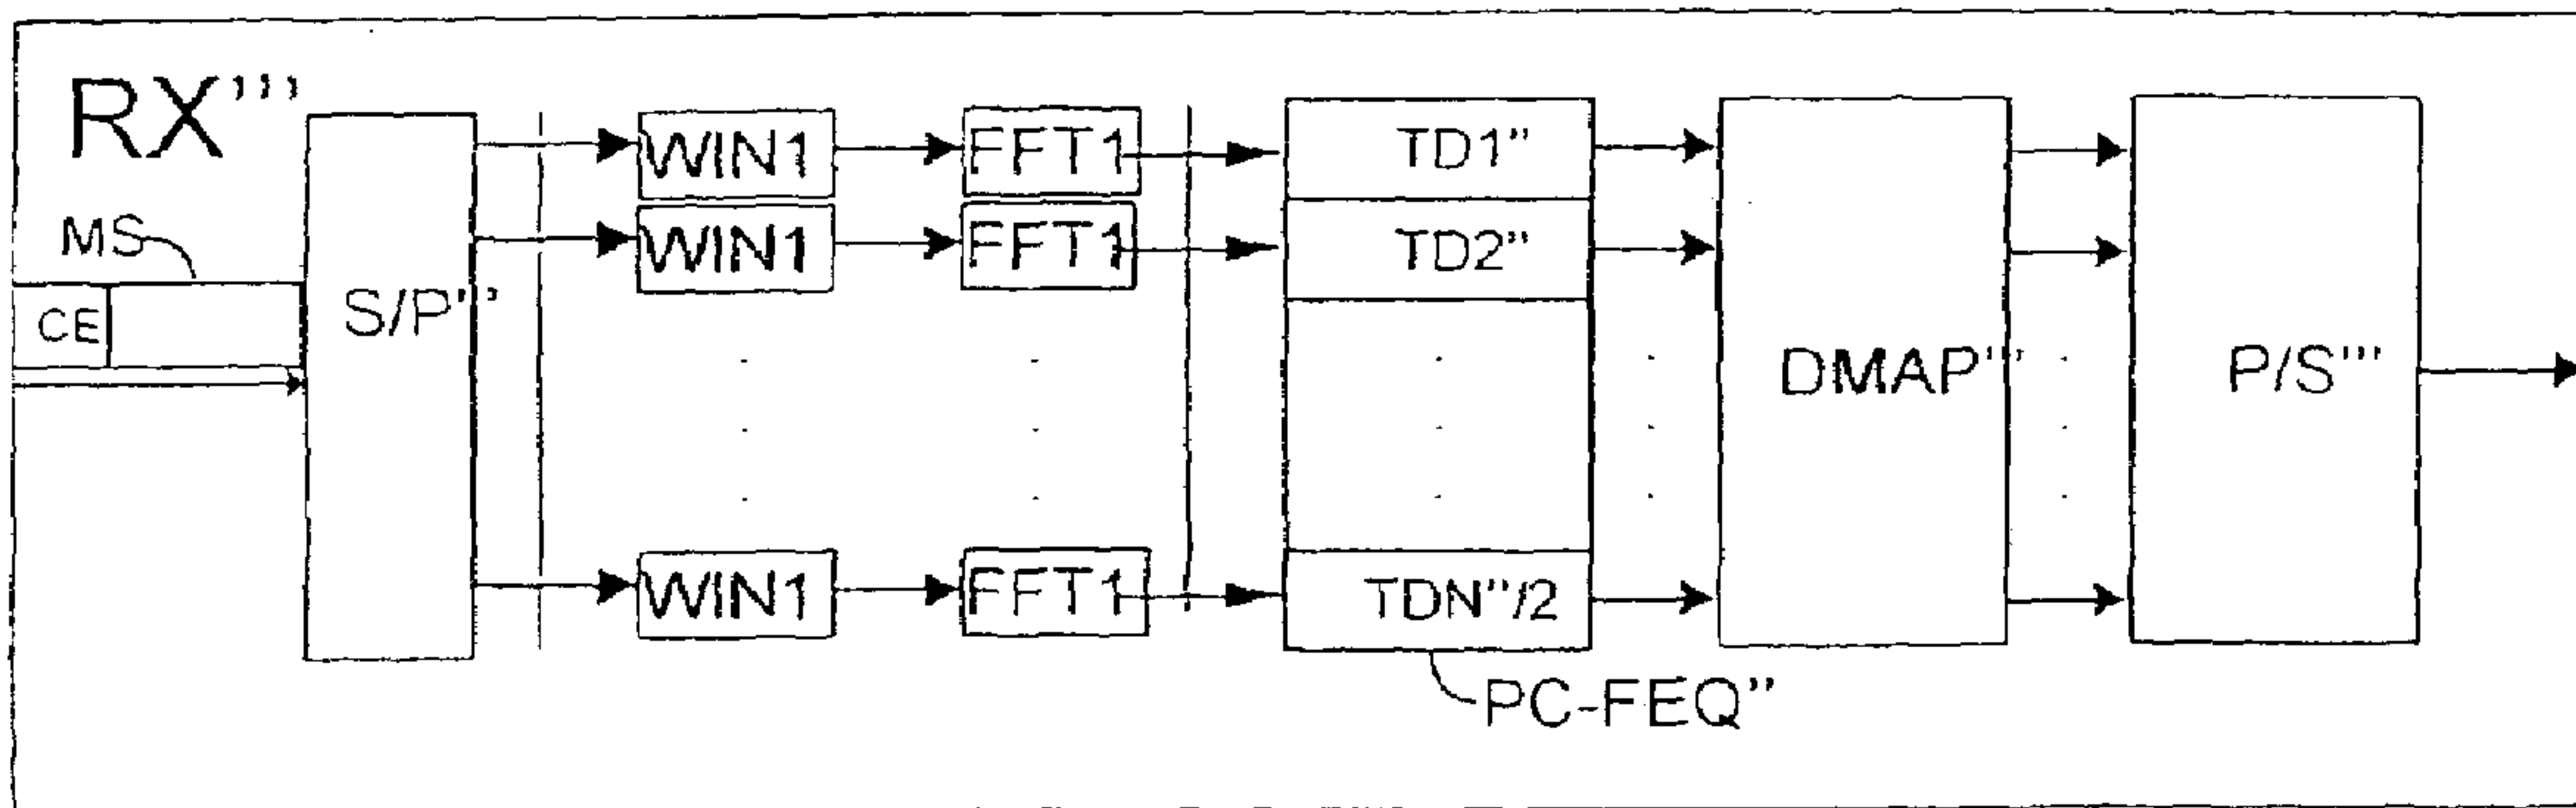 RX'''
MS
CE
S/P'''
WIN1
FFT1
TD1''
WIN1
FFT1
TD2''
DMAP'''
P/S'''
WIN1
FFT1
TDN''/2
PC-FEQ''